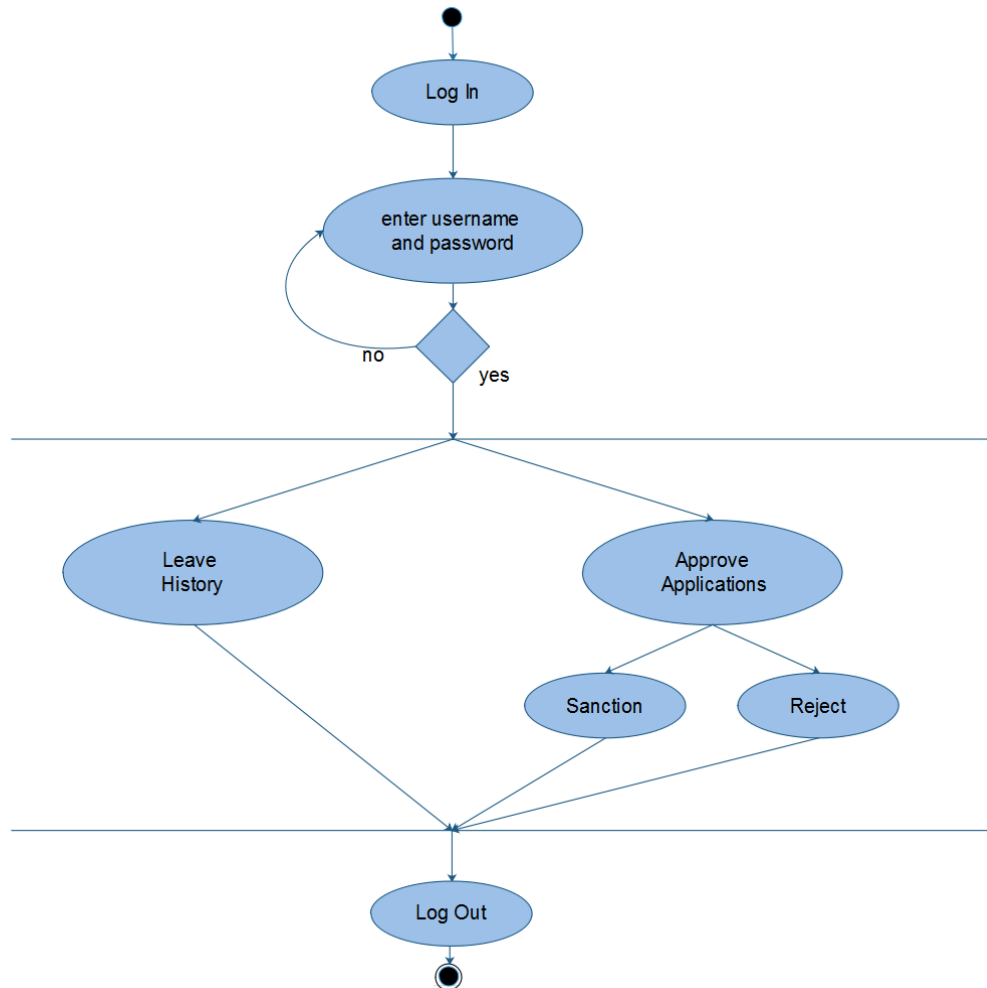 Log In
enter username
and password
no
yes
Leave
History
Approve
Applications
Sanction
Reject
Log Out